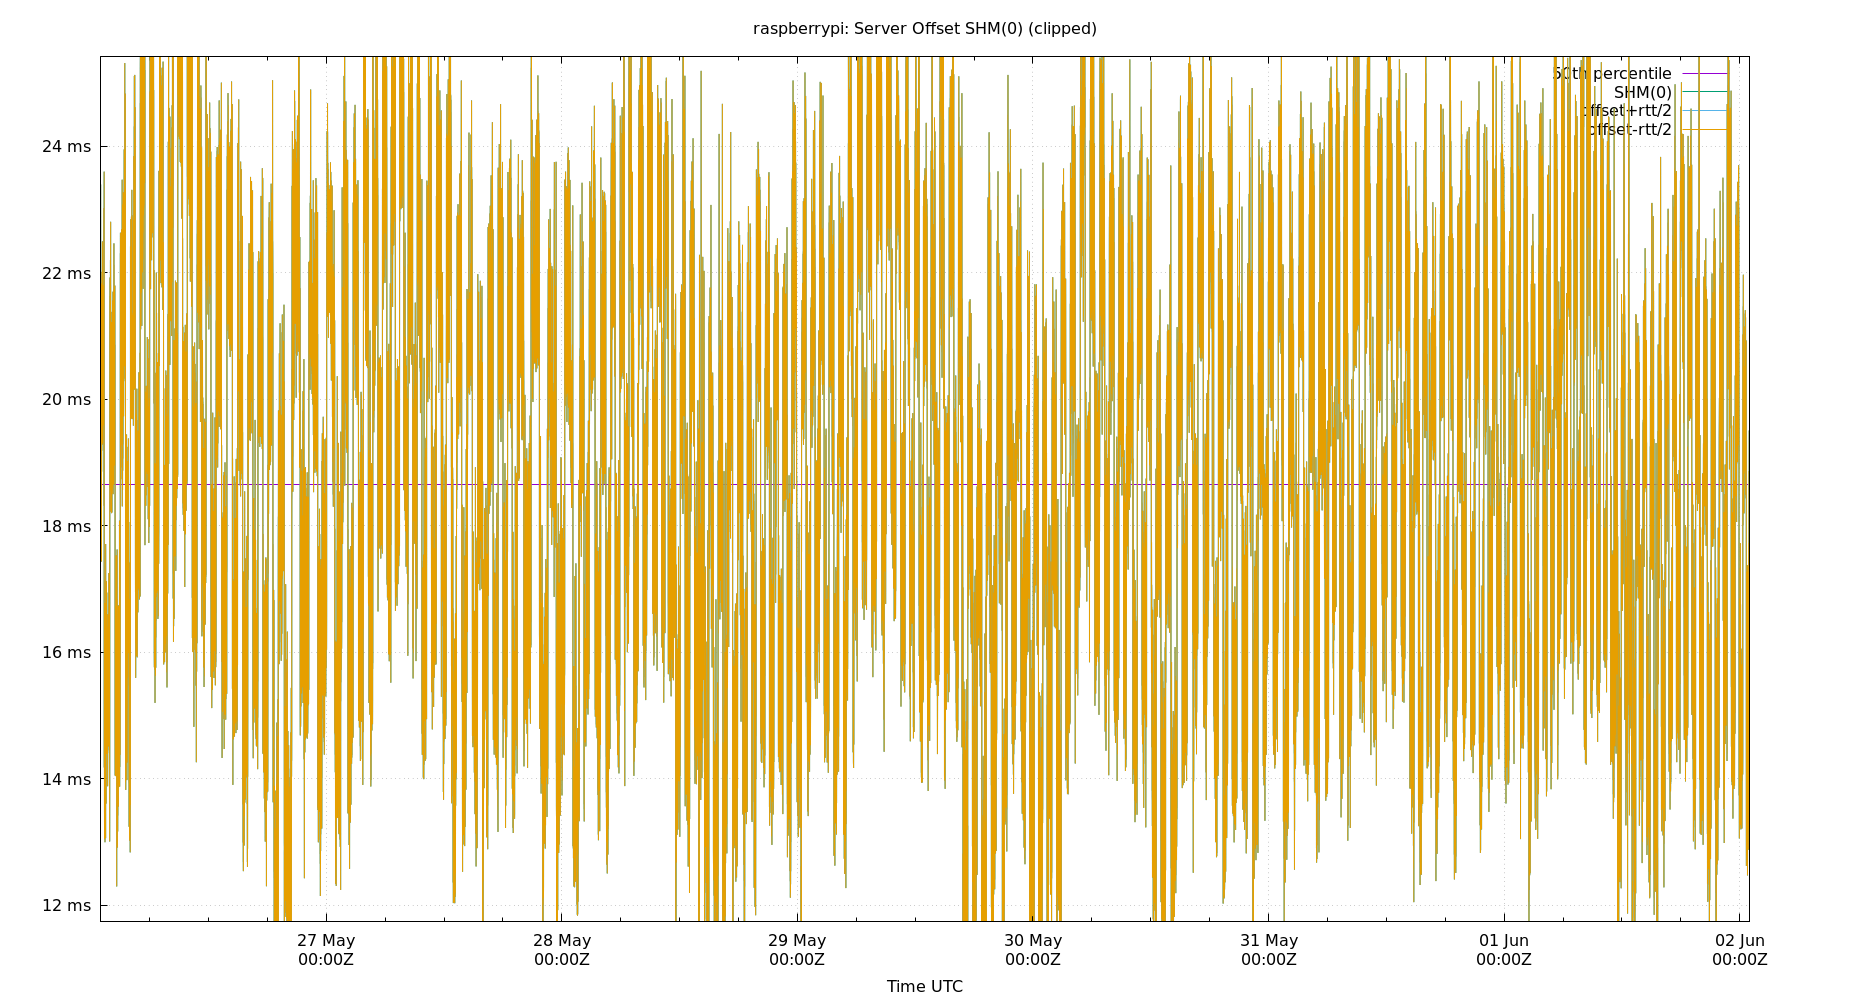 raspberrypi: Server Offset SHM(0) (clipped)
50th percentile
SHM(0)
offset+rtt/2
offset-rtt/2
24 ms
22 ms
20 ms
18 ms
16 ms
14 ms
12 ms
27 May
00:00Z
28 May
00:00Z
29 May
00:00Z
30 May
00:00Z
31 May
00:00Z
01 Jun
00:00Z
02 Jun
00:00Z
Time UTC